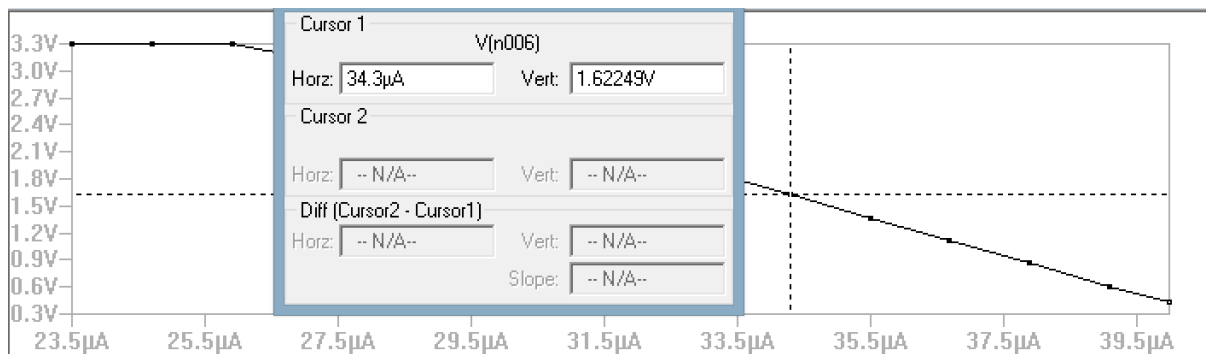 Cursor 1
V(n006)
Horz: 34.3µA Vert: 1.62249V
Cursor 2
Horz: -- N/A-- Vert: -- N/A--
Diff (Cursor2 - Cursor1)
Horz: -- N/A-- Vert: -- N/A--
Slope: -- N/A--
3.3V
3.0V
2.7V
2.4V
2.1V
1.8V
1.5V
1.2V
0.9V
0.6V
0.3V
23.5µA 25.5µA 27.5µA 29.5µA 31.5µA 33.5µA 35.5µA 37.5µA 39.5µA